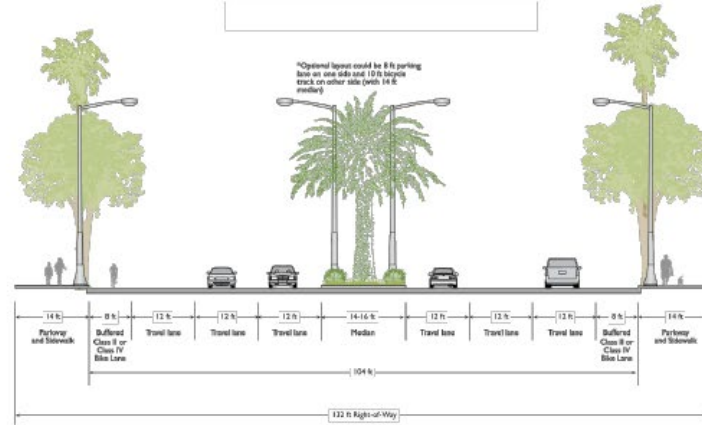 *Optional layout could be 8 ft parking
lane on one side and 10 ft bicycle
track on other side (with 14 ft
median)
14 ft
8 ft
12 ft
12 ft
12 ft
14-16 ft
12 ft
12 ft
12 ft
8 ft
14 ft
Parkway
and Sidewalk
Buffered
Class II or
Class IV
Bike Lane
Travel lane
Travel lane
Travel lane
Median
Travel lane
Travel lane
Travel lane
Buffered
Class II or
Class IV
Bike Lane
Parkway
and Sidewalk
104 ft
132 ft Right-of-Way